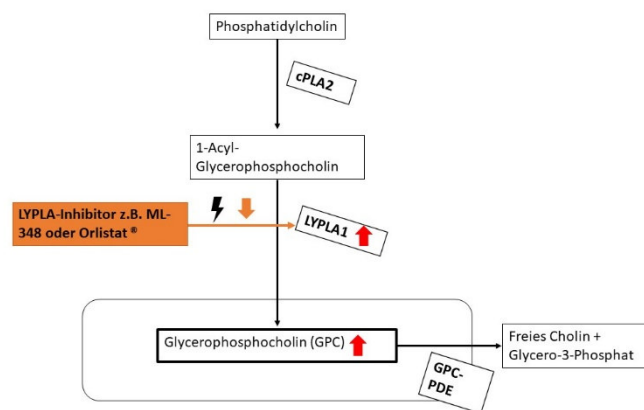 Phosphatidylcholin
cPLA2
1-Acyl-
Glycerophosphocholin
LYPLA-Inhibitor z.B. ML-
348 oder Orlistat ®
LYPLA1
Glycerophosphocholin (GPC)
Freies Cholin +
Glycero-3-Phosphat
GPC-
PDE